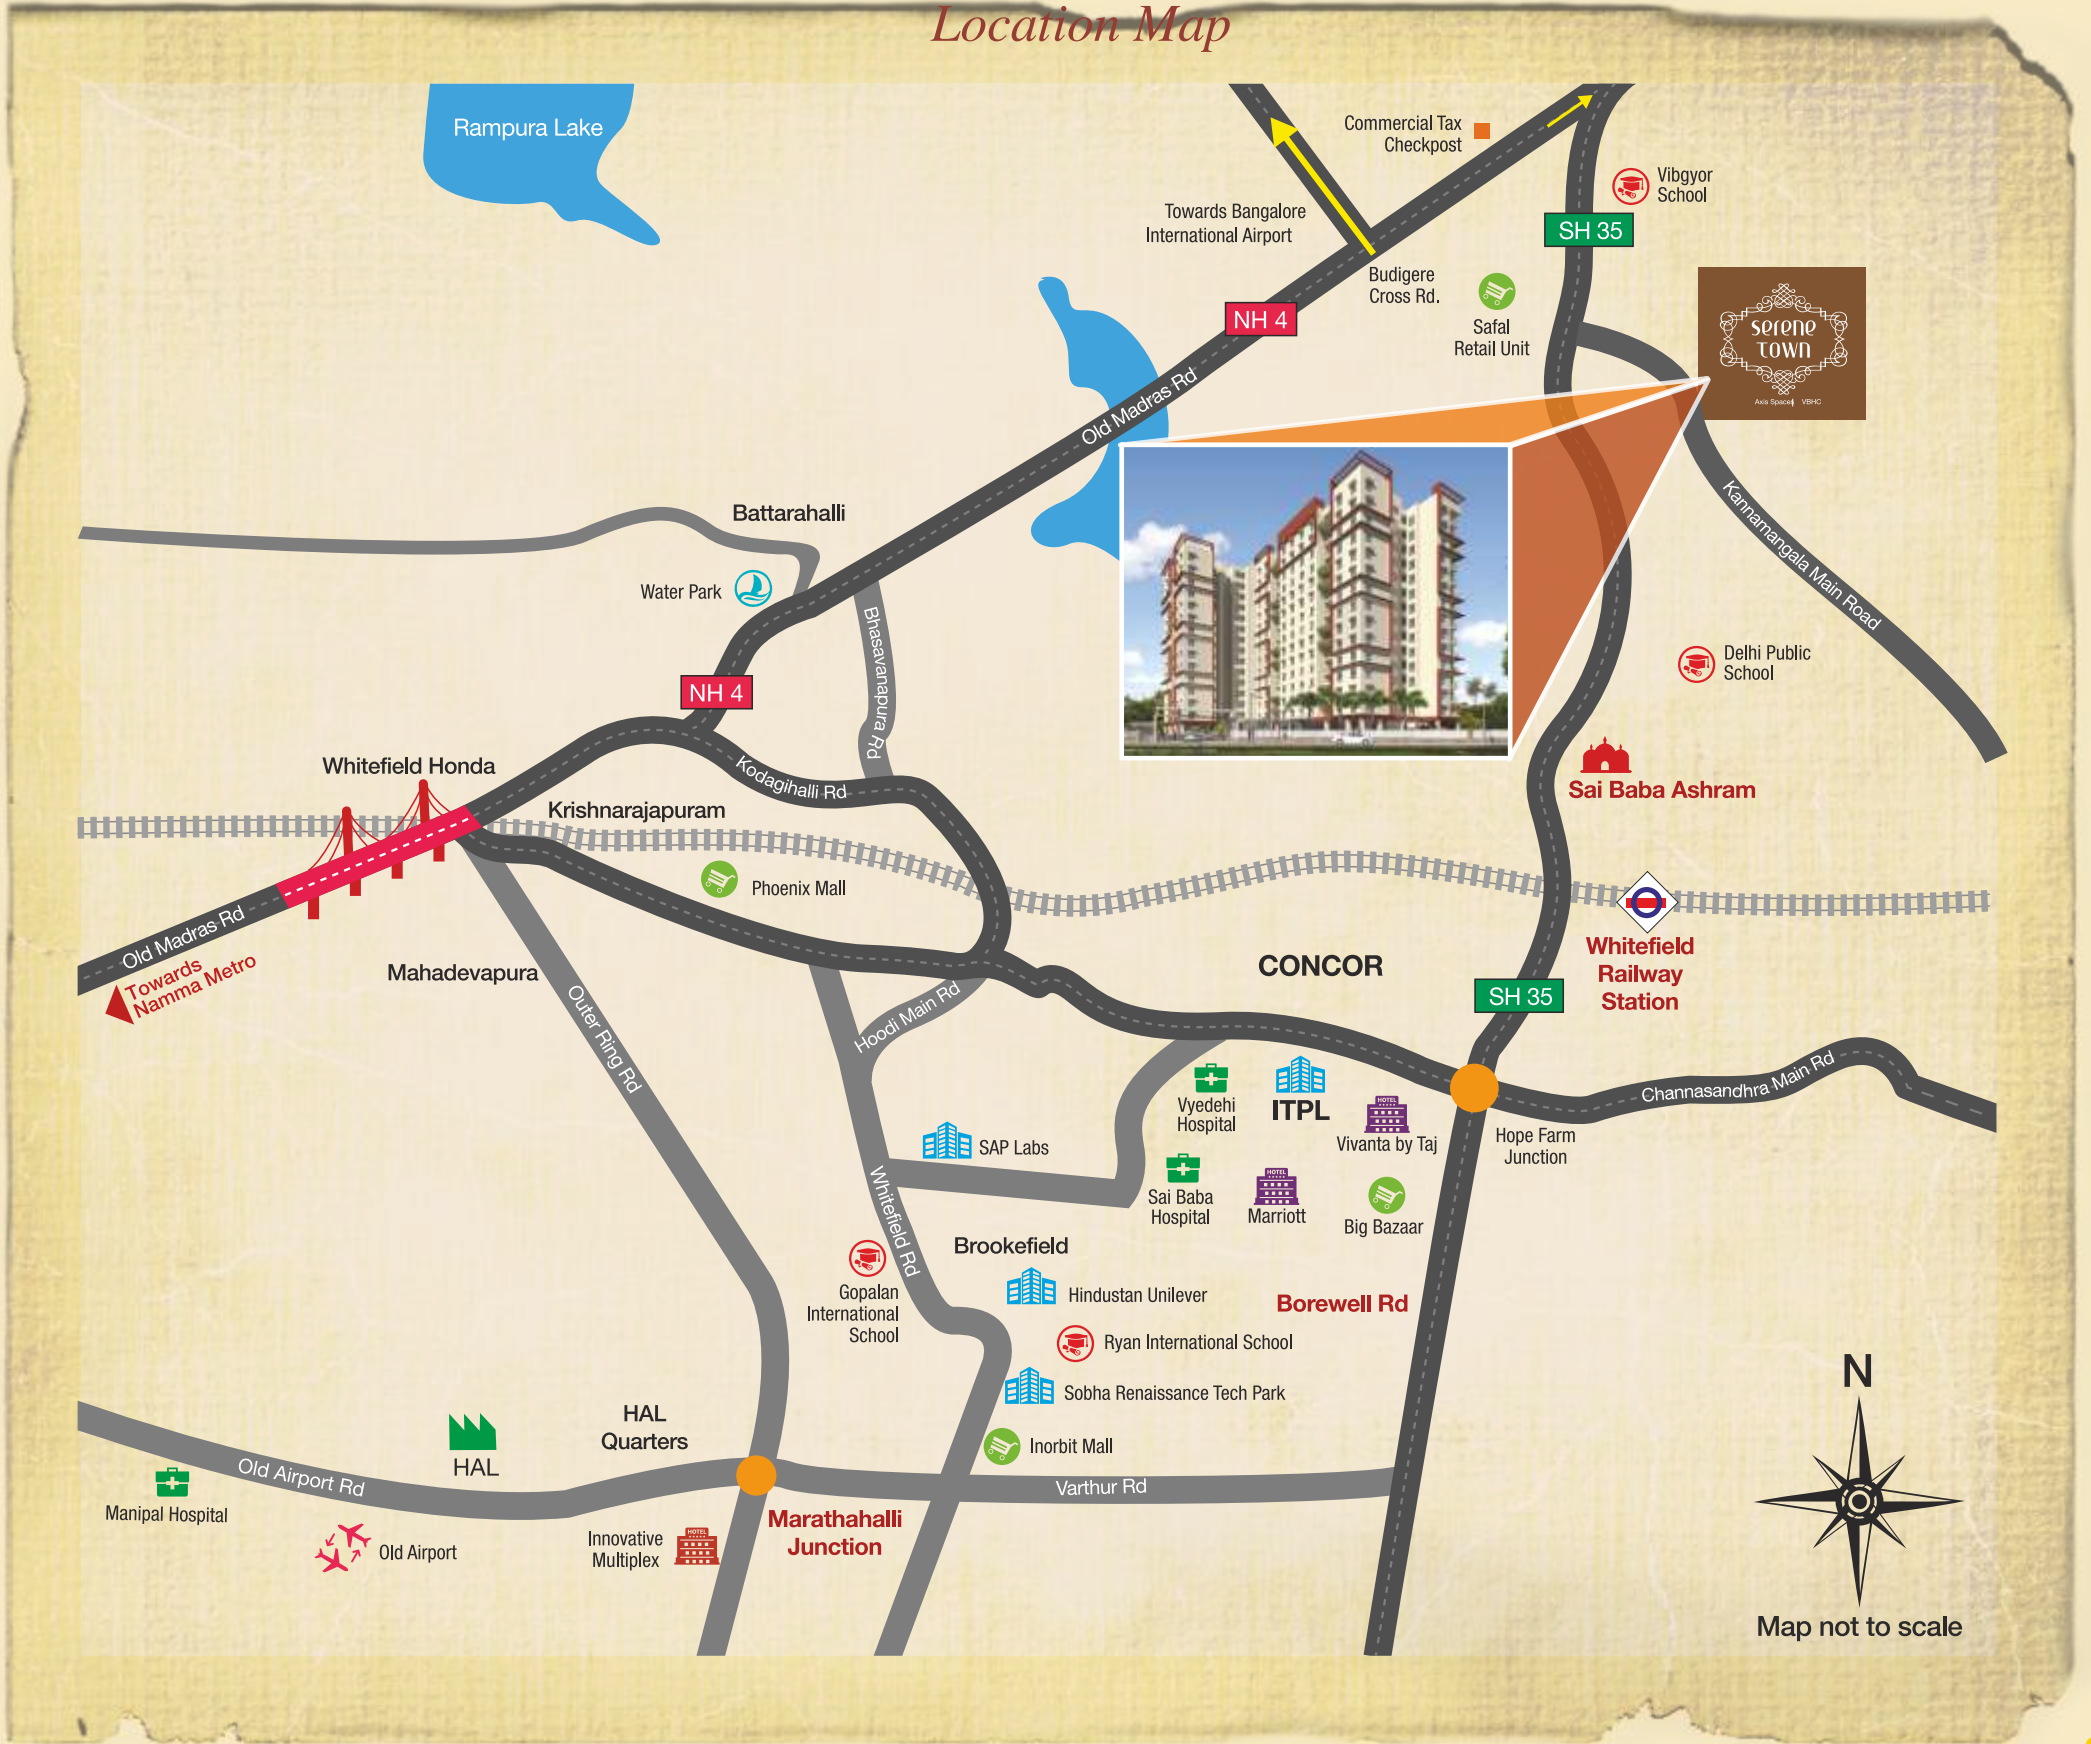 Location Map
Rampura Lake
Commercial Tax
Checkpost
Vibgyor
School
Towards Bangalore
International Airport
SH 35
Budigere
Cross Rd.
NH 4
Safal
Retail Unit
serene
TOWN
Axis Spaces VBHC
Old Madras Rd
Battarahalli
Kannamangala Main Road
Water Park
Bhasavanapura Rd
Delhi Public
School
NH 4
Whitefield Honda
Kodagihalli Rd
Sai Baba Ashram
Krishnarajapuram
Phoenix Mall
Old Madras Rd
Towards
Namma Metro
Mahadevapura
CONCOR
Whitefield
Railway
Station
SH 35
Outer Ring Rd
Hoodi Main Rd
Channasandhra Main Rd
Vyedehi
Hospital
ITPL
HOTEL
Vivanta by Taj
Hope Farm
Junction
SAP Labs
Whitefield Rd
Sai Baba
Hospital
HOTEL
Marriott
Big Bazaar
Brookefield
Gopalan
International
School
Hindustan Unilever
Borewell Rd
Ryan International School
Sobha Renaissance Tech Park
N
HAL
Quarters
Inorbit Mall
HAL
Old Airport Rd
Varthur Rd
Manipal Hospital
Marathahalli
Junction
Old Airport
Innovative
Multiplex
HOTEL
Map not to scale